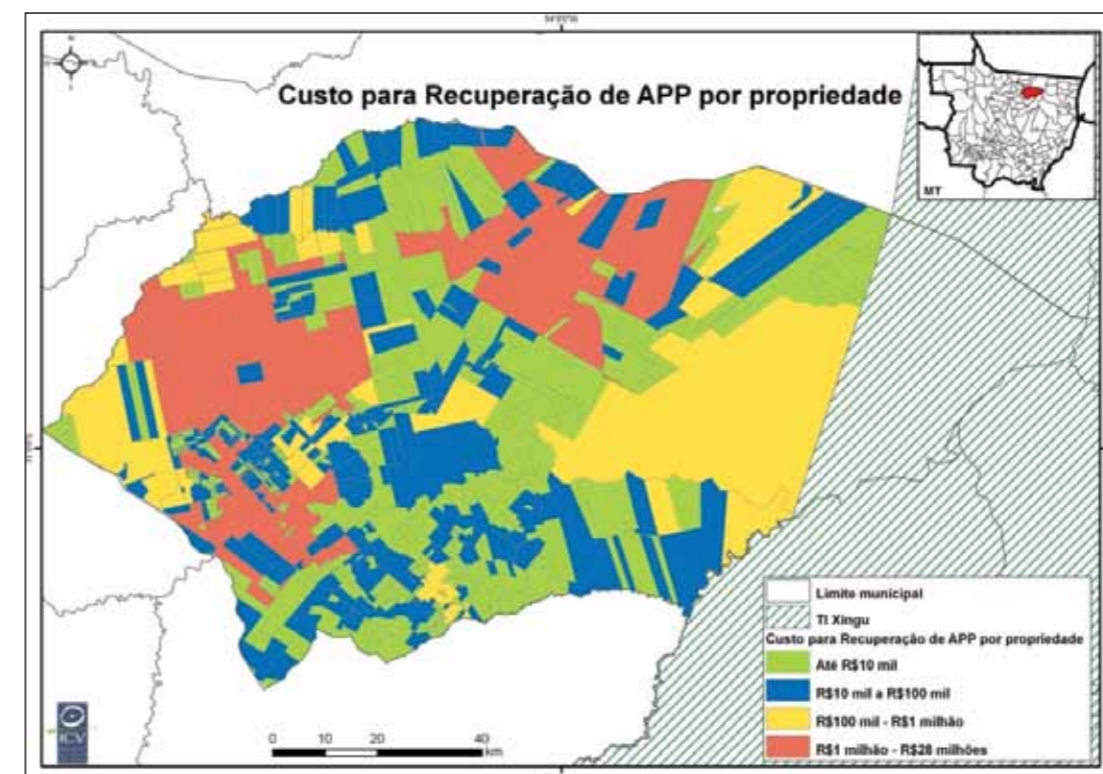 Custo para Recuperação de APP por propriedade
MT
Limite municipal
TI Xingu
Custo para Recuperação de APP por propriedade
Até R$10 mil
R$10 mil a R$100 mil
R$100 mil - R$1 milhão
R$1 milhão - R$28 milhões
ICV
0 10 20 40
km